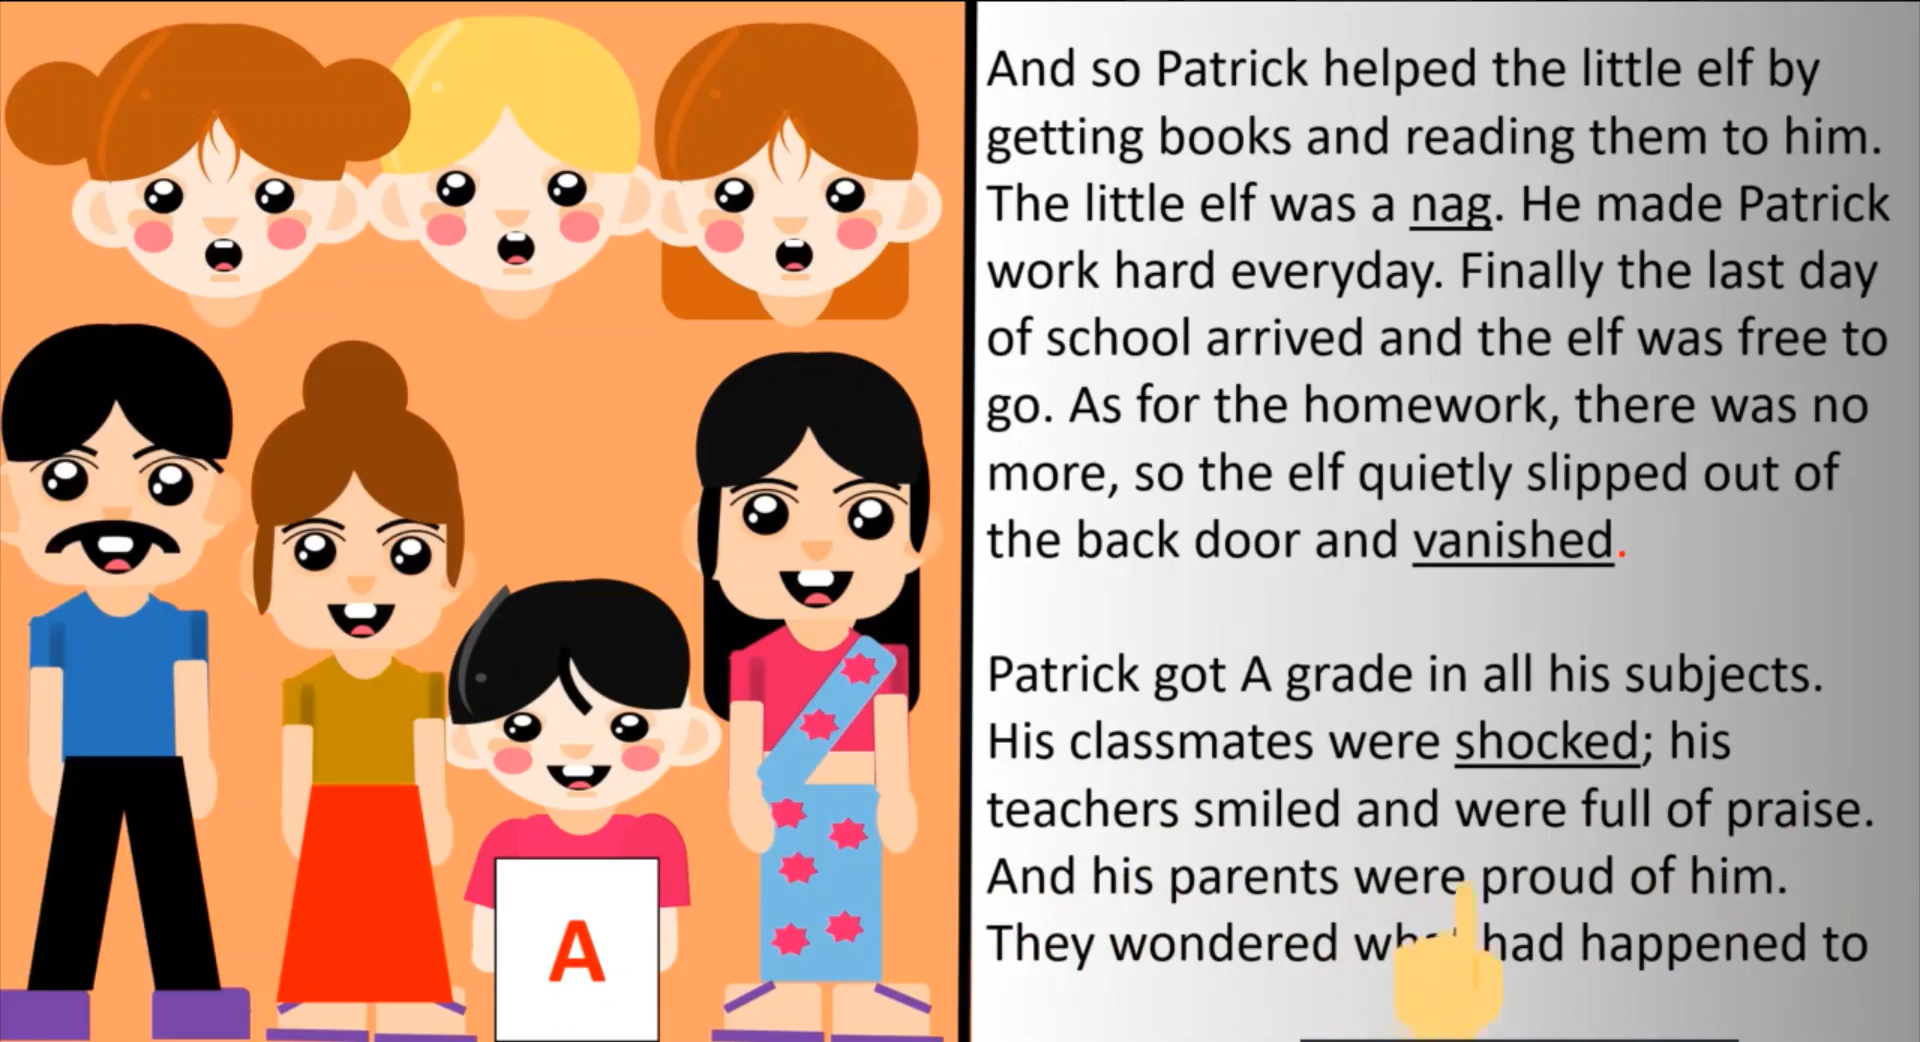 And so Patrick helped the little elf by
getting books and reading them to him.
The little elf was a nag. He made Patrick
work hard everyday. Finally the last day
of school arrived and the elf was free to
go. As for the homework, there was no
more, so the elf quietly slipped out of
the back door and vanished.
Patrick got A grade in all his subjects.
His classmates were shocked; his
teachers smiled and were full of praise.
And his parents were proud of him.
They wondered what had happened to
A